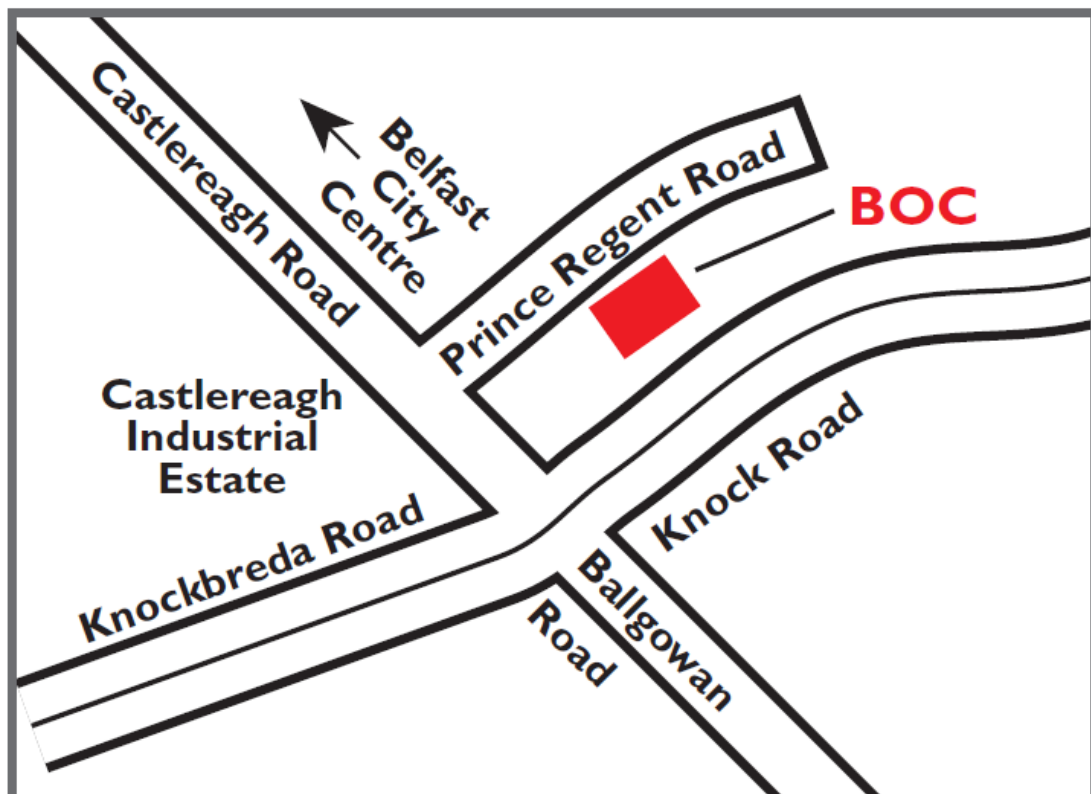 Castlereagh Road
Belfast
City
Centre
Prince Regent Road
BOC
Castlereagh
Industrial
Estate
Knockbreda Road
Knock Road
Ballgowan
Road